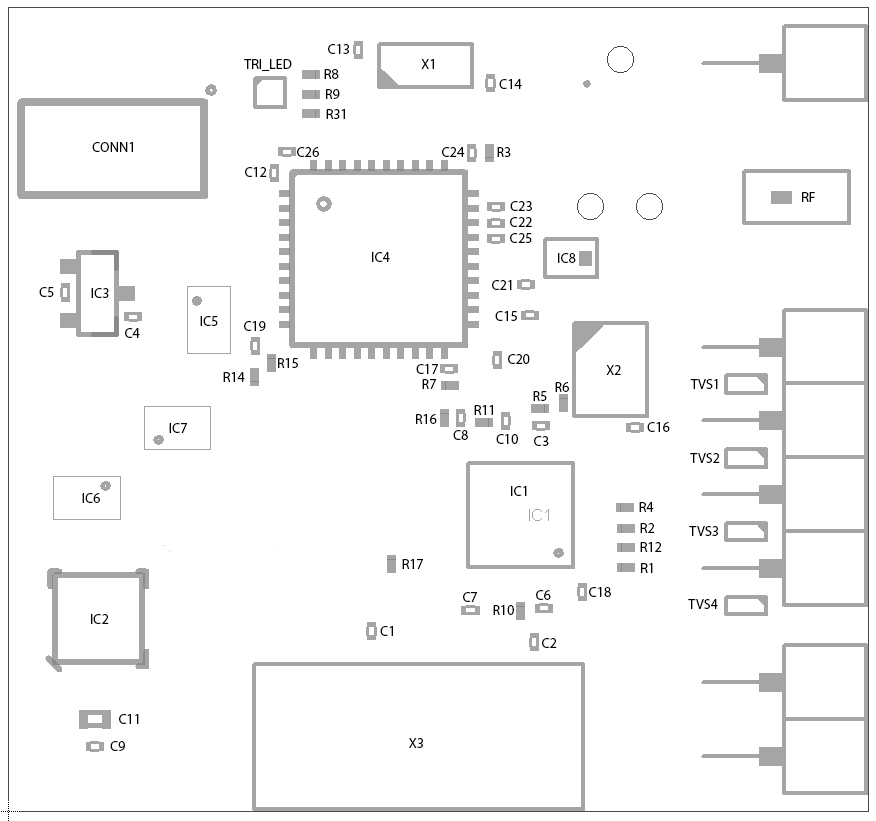 C13
X1
TRI_LED
R8
C14
R9
R31
CONN1
C26
C24
R3
C12
C23
RF
C22
C25
IC4
IC8
C21
C5
IC3
C15
IC5
C4
C19
C20
R15
C17
X2
R14
R7
TVS1
R6
R5
R16
R11
C8
C10
C3
C16
IC7
TVS2
IC1
IC1
IC6
R4
R2
TVS3
R12
R17
R1
C18
C7
C6
R10
TVS4
IC2
C1
C2
C11
X3
C9